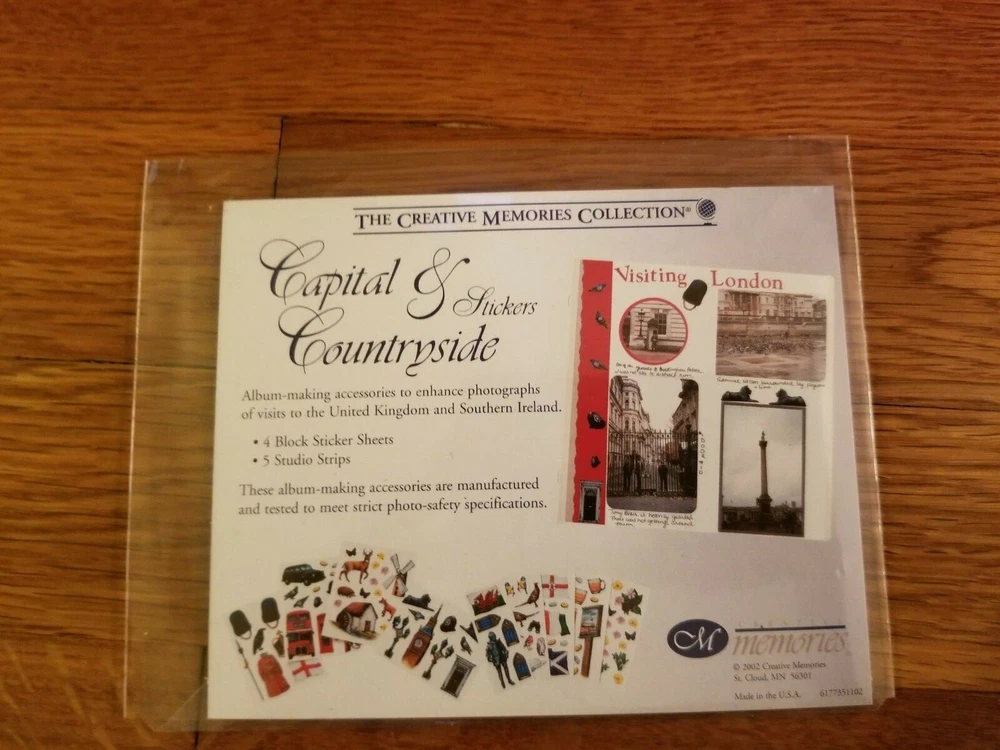 THE CREATIVE MEMORIES COLLECTION®
Capital &
Stickers
Countryside
Album-making accessories to enhance photographs
of visits to the United Kingdom and Southern Ireland.
• 4 Block Sticker Sheets
• 5 Studio Strips
These album-making accessories are manufactured
and tested to meet strict photo-safety specifications.
Visiting London
M
memories
© 2002 Creative Memories
St. Cloud, MN 56301
Made in the U.S.A. 6177551102